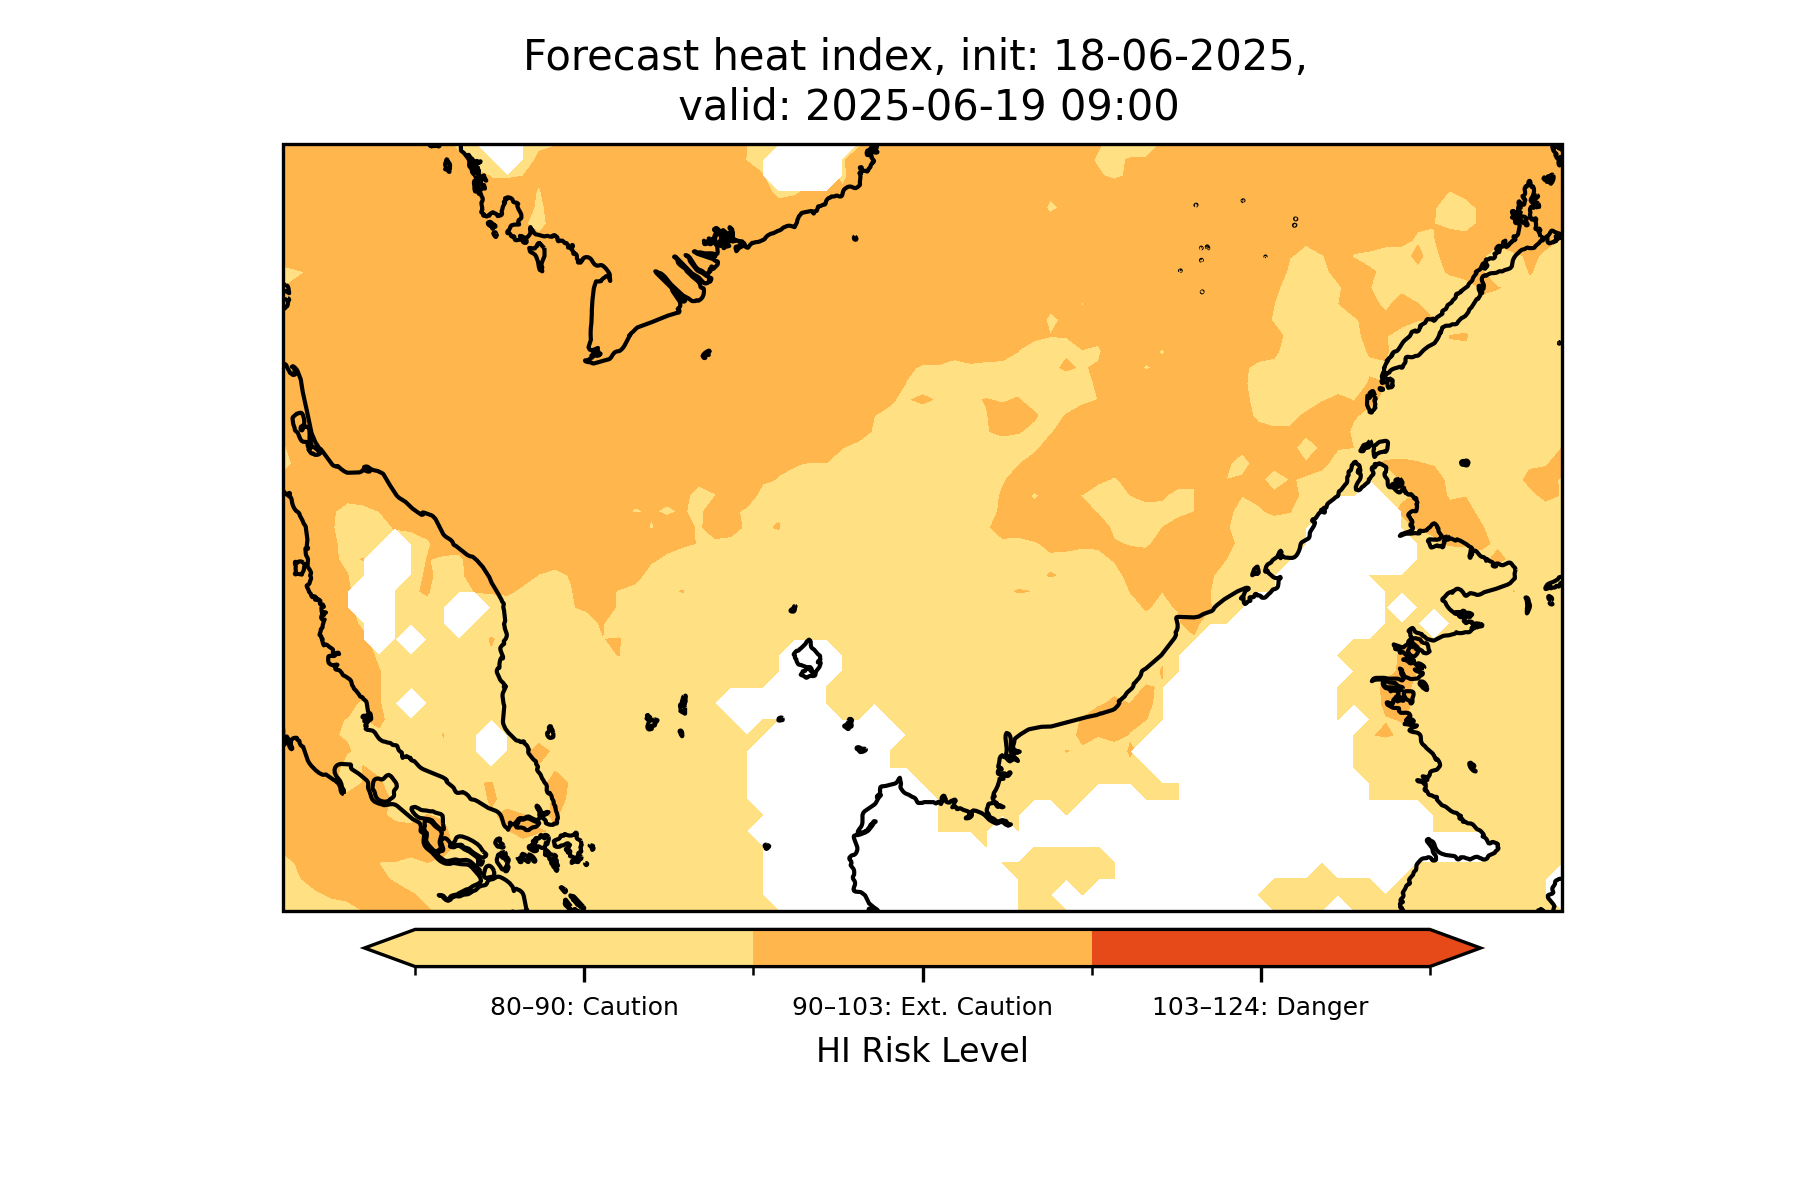 Forecast heat index, init: 18-06-2025,
valid: 2025-06-19 09:00
80–90: Caution
90–103: Ext. Caution
103–124: Danger
HI Risk Level